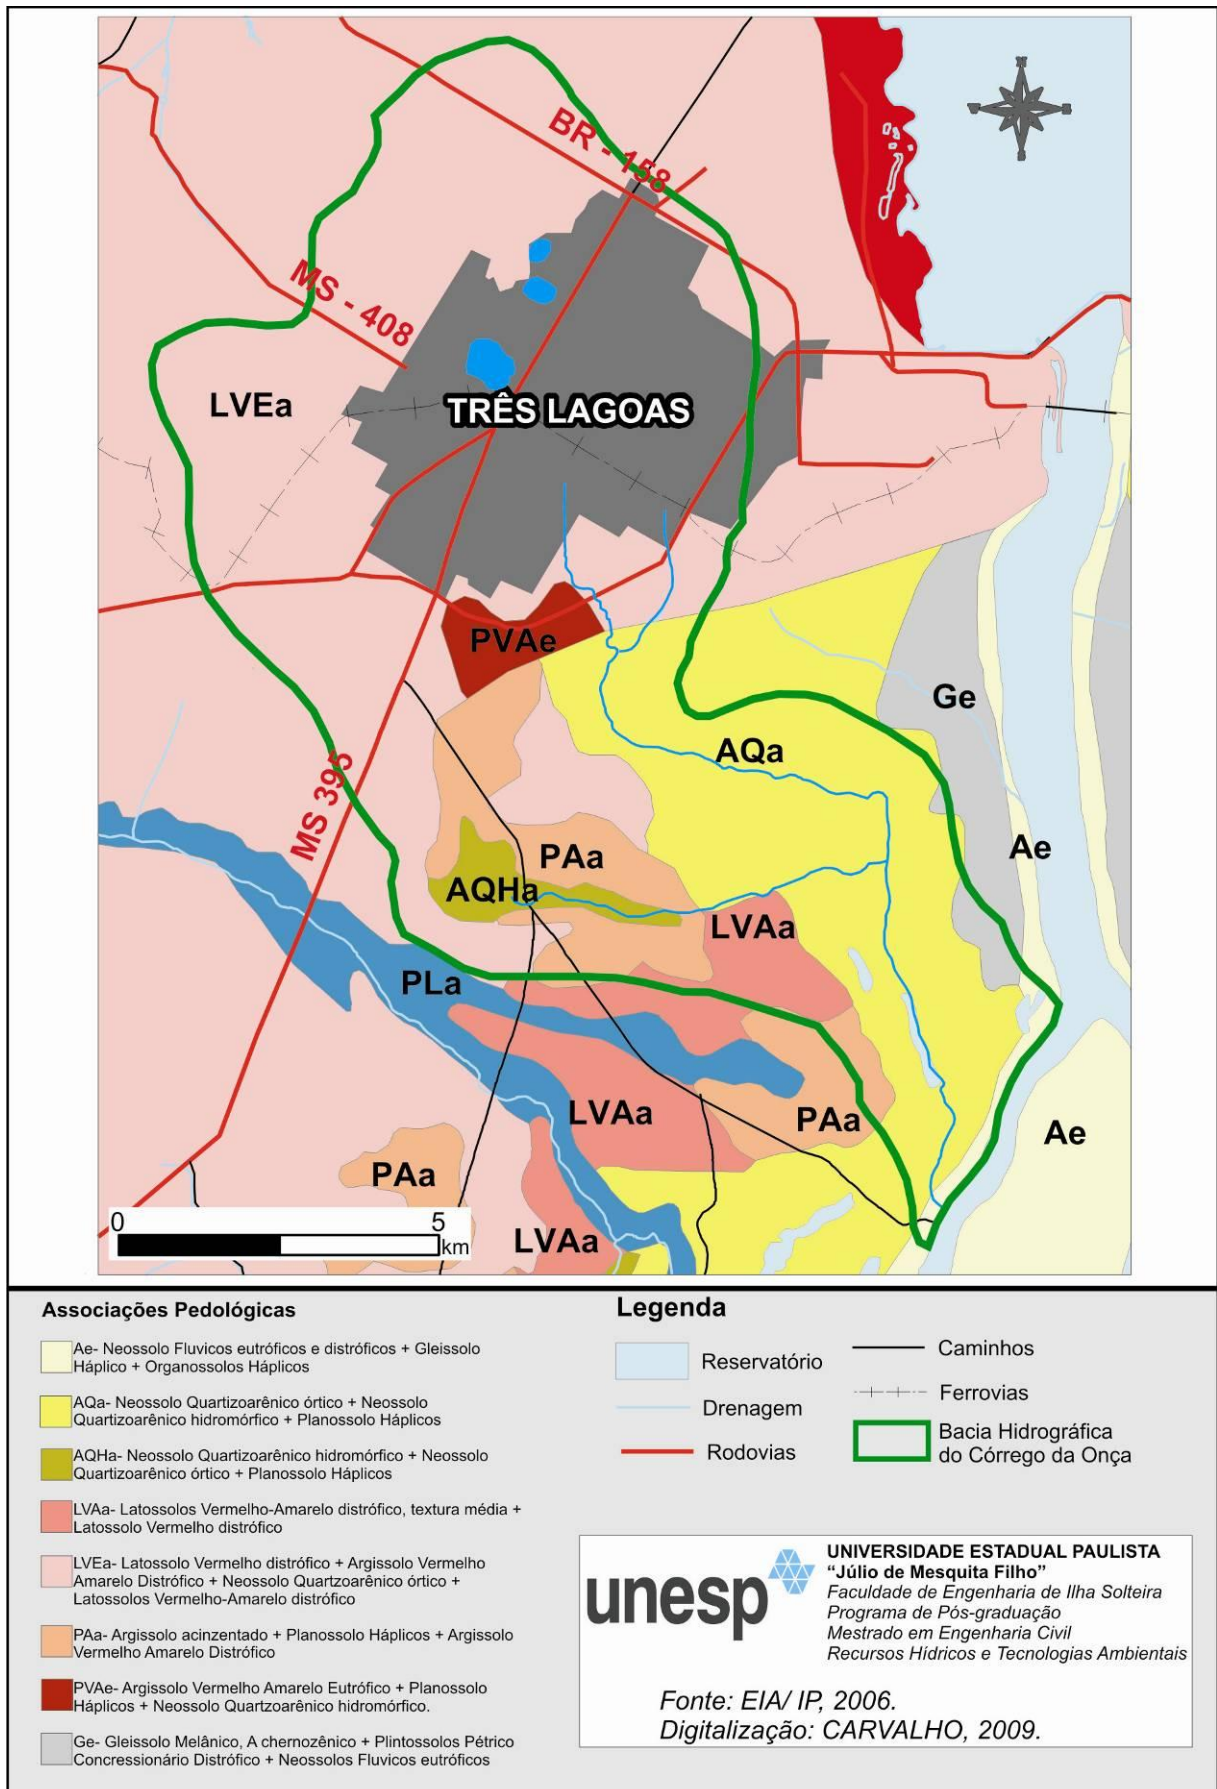 BR - 158
MS - 408
LVEa
TRÊS LAGOAS
PVAe
Ge
AQa
MS 395
PAa
Ae
AQHa
LVAa
PLa
LVAa
PAa
Ae
PAa
LVAa
0 5
km
Associações Pedológicas
Ae- Neossolo Fluvicos eutróficos e distróficos + Gleissolo
Háplico + Organossolos Háplicos
AQa- Neossolo Quartizoarênico órtico + Neossolo
Quartizoarênico hidromórfico + Planossolo Háplicos
AQHa- Neossolo Quartizoarênico hidromórfico + Neossolo
Quartizoarênico órtico + Planossolo Háplicos
LVAa- Latossolos Vermelho-Amarelo distrófico, textura média +
Latossolo Vermelho distrófico
LVEa- Latossolo Vermelho distrófico + Argissolo Vermelho
Amarelo Distrófico + Neossolo Quartzoarênico órtico +
Latossolos Vermelho-Amarelo distrófico
PAa- Argissolo acinzentado + Planossolo Háplicos + Argissolo
Vermelho Amarelo Distrófico
PVAe- Argissolo Vermelho Amarelo Eutrófico + Planossolo
Háplicos + Neossolo Quartzoarênico hidromórfico.
Ge- Gleissolo Melânico, A chernozênico + Plintossolos Pétrico
Concressionário Distrófico + Neossolos Fluvicos eutróficos
Legenda
Reservatório
Drenagem
Rodovias
Caminhos
Ferrovias
Bacia Hidrográfica
do Córrego da Onça
unesp
UNIVERSIDADE ESTADUAL PAULISTA
“Júlio de Mesquita Filho”
Faculdade de Engenharia de Ilha Solteira
Programa de Pós-graduação
Mestrado em Engenharia Civil
Recursos Hídricos e Tecnologias Ambientais
Fonte: EIA/ IP, 2006.
Digitalização: CARVALHO, 2009.